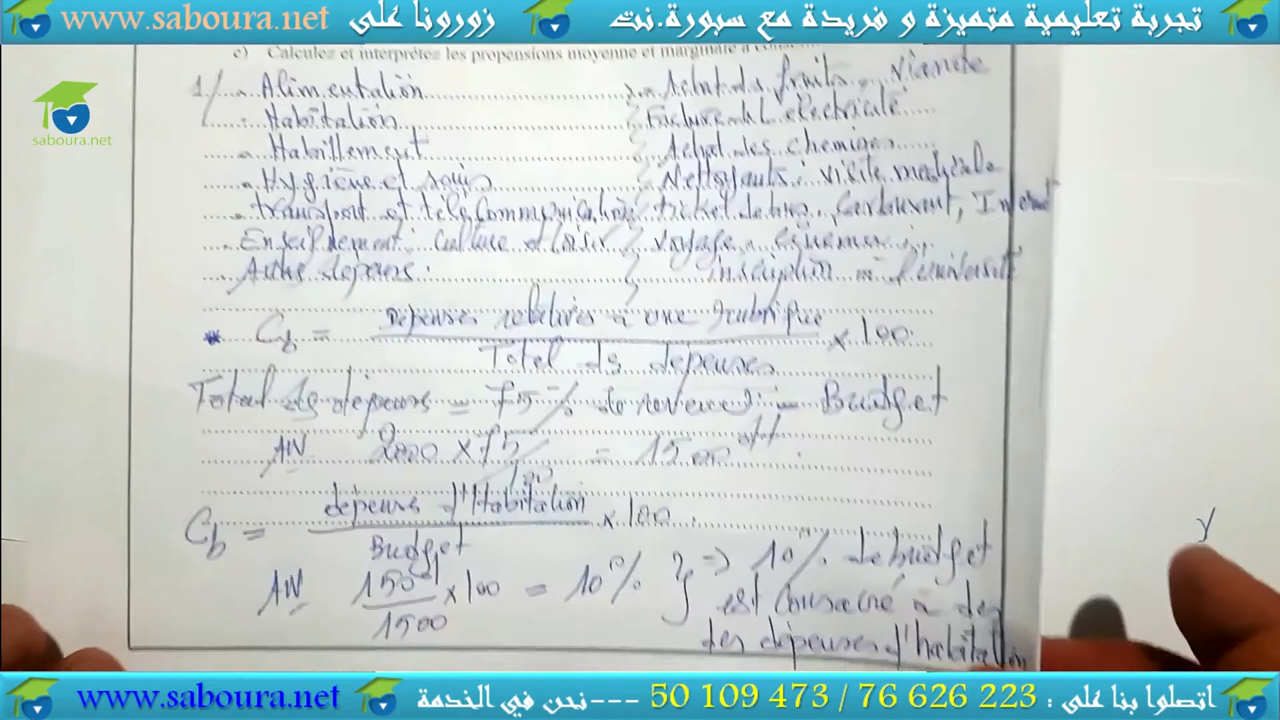 www.saboura.net زورونا على
تجربة تعليمية متميزة و فريدة مع سبورة.نت
c) Calculez et interprétez les propensions moyenne et marginale à
saboura.net
1/ - Alimentation } - Achat des fruits, viande
- Habitation } Facture d'électricité
- Habillement } Achat des chemises
- Hygiène et soins } Nettoyants, visite médicale
- transport et télécommunication } ticket de bus, carburant,
- Enseignement, culture et loisir } voyage
- Autre dépenses } inscription à l'université
* Cb = Dépenses relatives à une rubrique / Total des dépenses × 100
Total des dépenses = 75% de revenu = Budget
AN 2000 × 75 / 100 = 1500
Cb = dépenses d'Habitation / Budget × 100
AN 150 / 1500 × 100 = 10% } => 10% de budget
est consacré à des
des dépenses d'habitation
y
www.saboura.net اتصلوا بنا على : 223 626 76 / 473 109 50 ---نحن في الخدمة